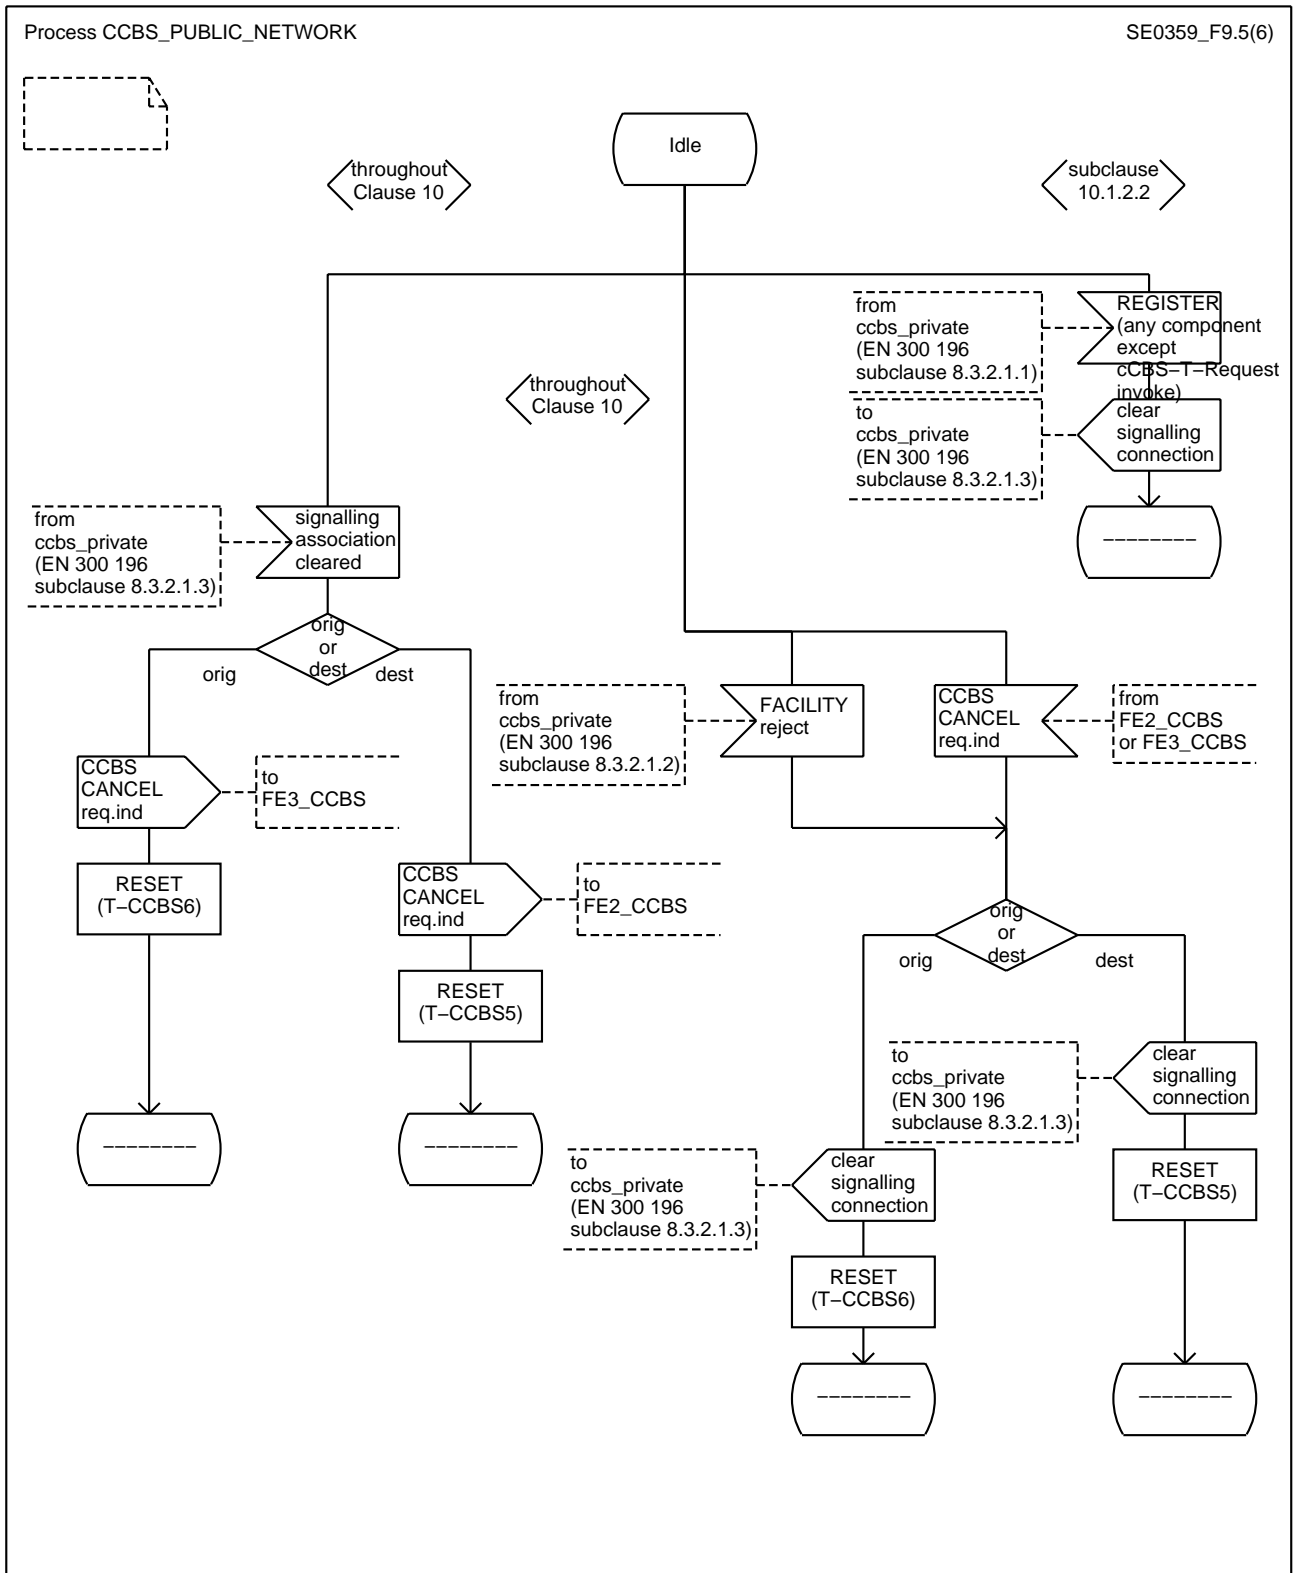 Process CCBS_PUBLIC_NETWORK
SE0359_F9.5(6)
Idle
throughout
Clause 10
subclause
10.1.2.2
from
ccbs_private
(EN 300 196
subclause 8.3.2.1.1)
REGISTER
(any component
except
cCBS–T–Request
invoke)
throughout
Clause 10
to
ccbs_private
(EN 300 196
subclause 8.3.2.1.3)
clear
signalling
connection
––––––––
from
ccbs_private
(EN 300 196
subclause 8.3.2.1.3)
signalling
association
cleared
orig
or
dest
orig
dest
from
ccbs_private
(EN 300 196
subclause 8.3.2.1.2)
FACILITY
reject
CCBS
CANCEL
req.ind
from
FE2_CCBS
or FE3_CCBS
CCBS
CANCEL
req.ind
to
FE3_CCBS
RESET
(T–CCBS6)
CCBS
CANCEL
req.ind
to
FE2_CCBS
RESET
(T–CCBS5)
orig
or
dest
orig
dest
to
ccbs_private
(EN 300 196
subclause 8.3.2.1.3)
clear
signalling
connection
––––––––
––––––––
to
ccbs_private
(EN 300 196
subclause 8.3.2.1.3)
clear
signalling
connection
RESET
(T–CCBS5)
RESET
(T–CCBS6)
––––––––
––––––––